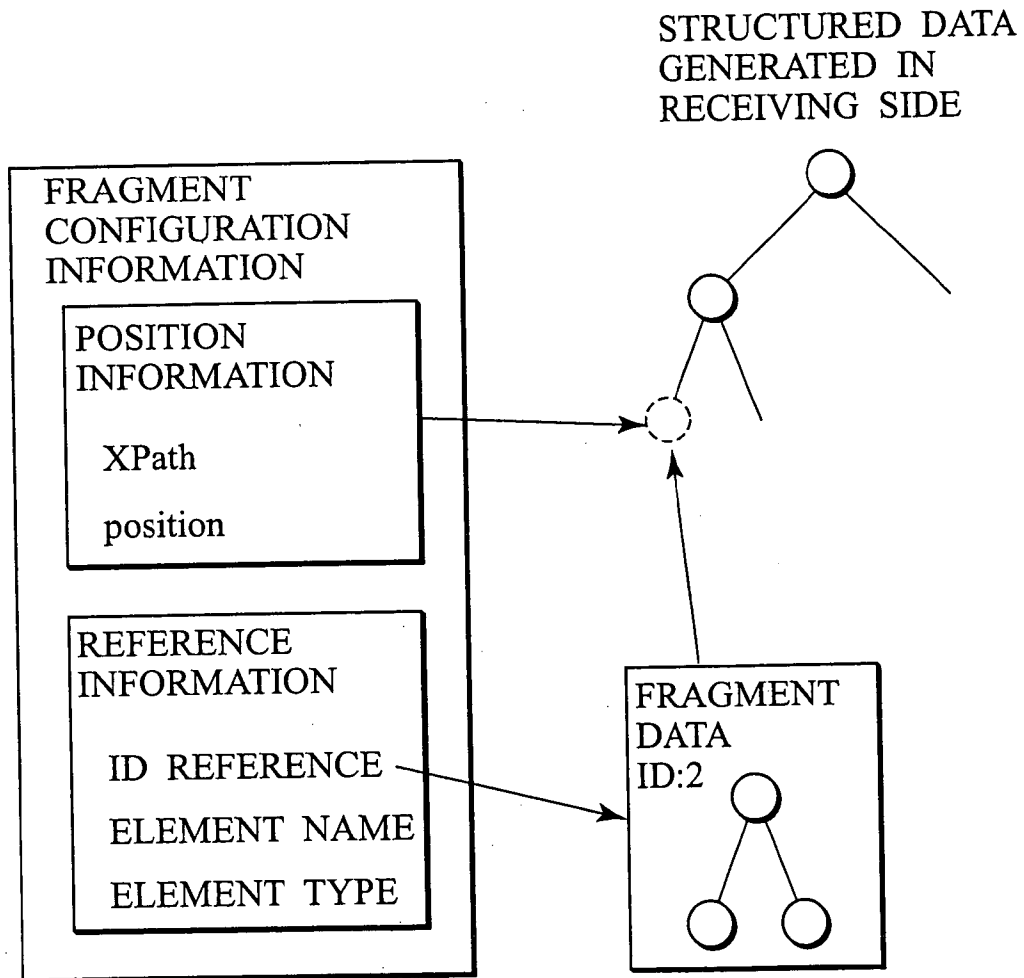 STRUCTURED DATA
GENERATED IN
RECEIVING SIDE
FRAGMENT
CONFIGURATION
INFORMATION
POSITION
INFORMATION
XPath
position
REFERENCE
INFORMATION
ID REFERENCE
ELEMENT NAME
ELEMENT TYPE
FRAGMENT
DATA
ID:2